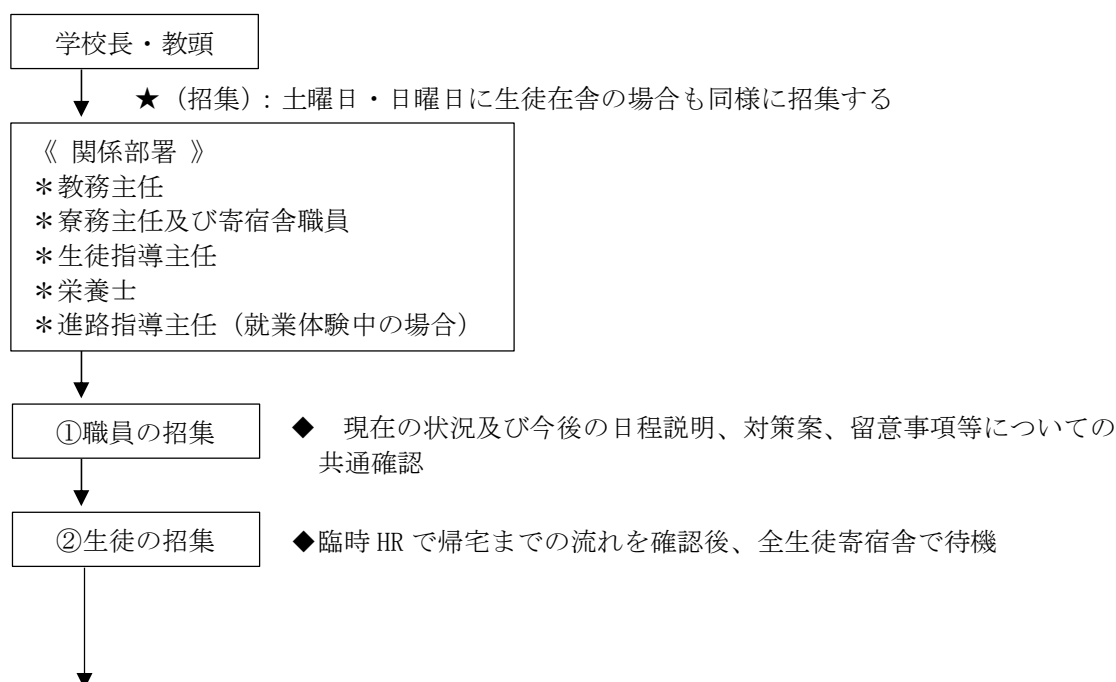 学校長・教頭
★（招集）：土曜日・日曜日に生徒在舎の場合も同様に招集する
《 関係部署 》
＊教務主任
＊寮務主任及び寄宿舎職員
＊生徒指導主任
＊栄養士
＊進路指導主任（就業体験中の場合）
①職員の招集
◆　現在の状況及び今後の日程説明、対策案、留意事項等についての
共通確認
②生徒の招集
◆臨時 HR で帰宅までの流れを確認後、全生徒寄宿舎で待機